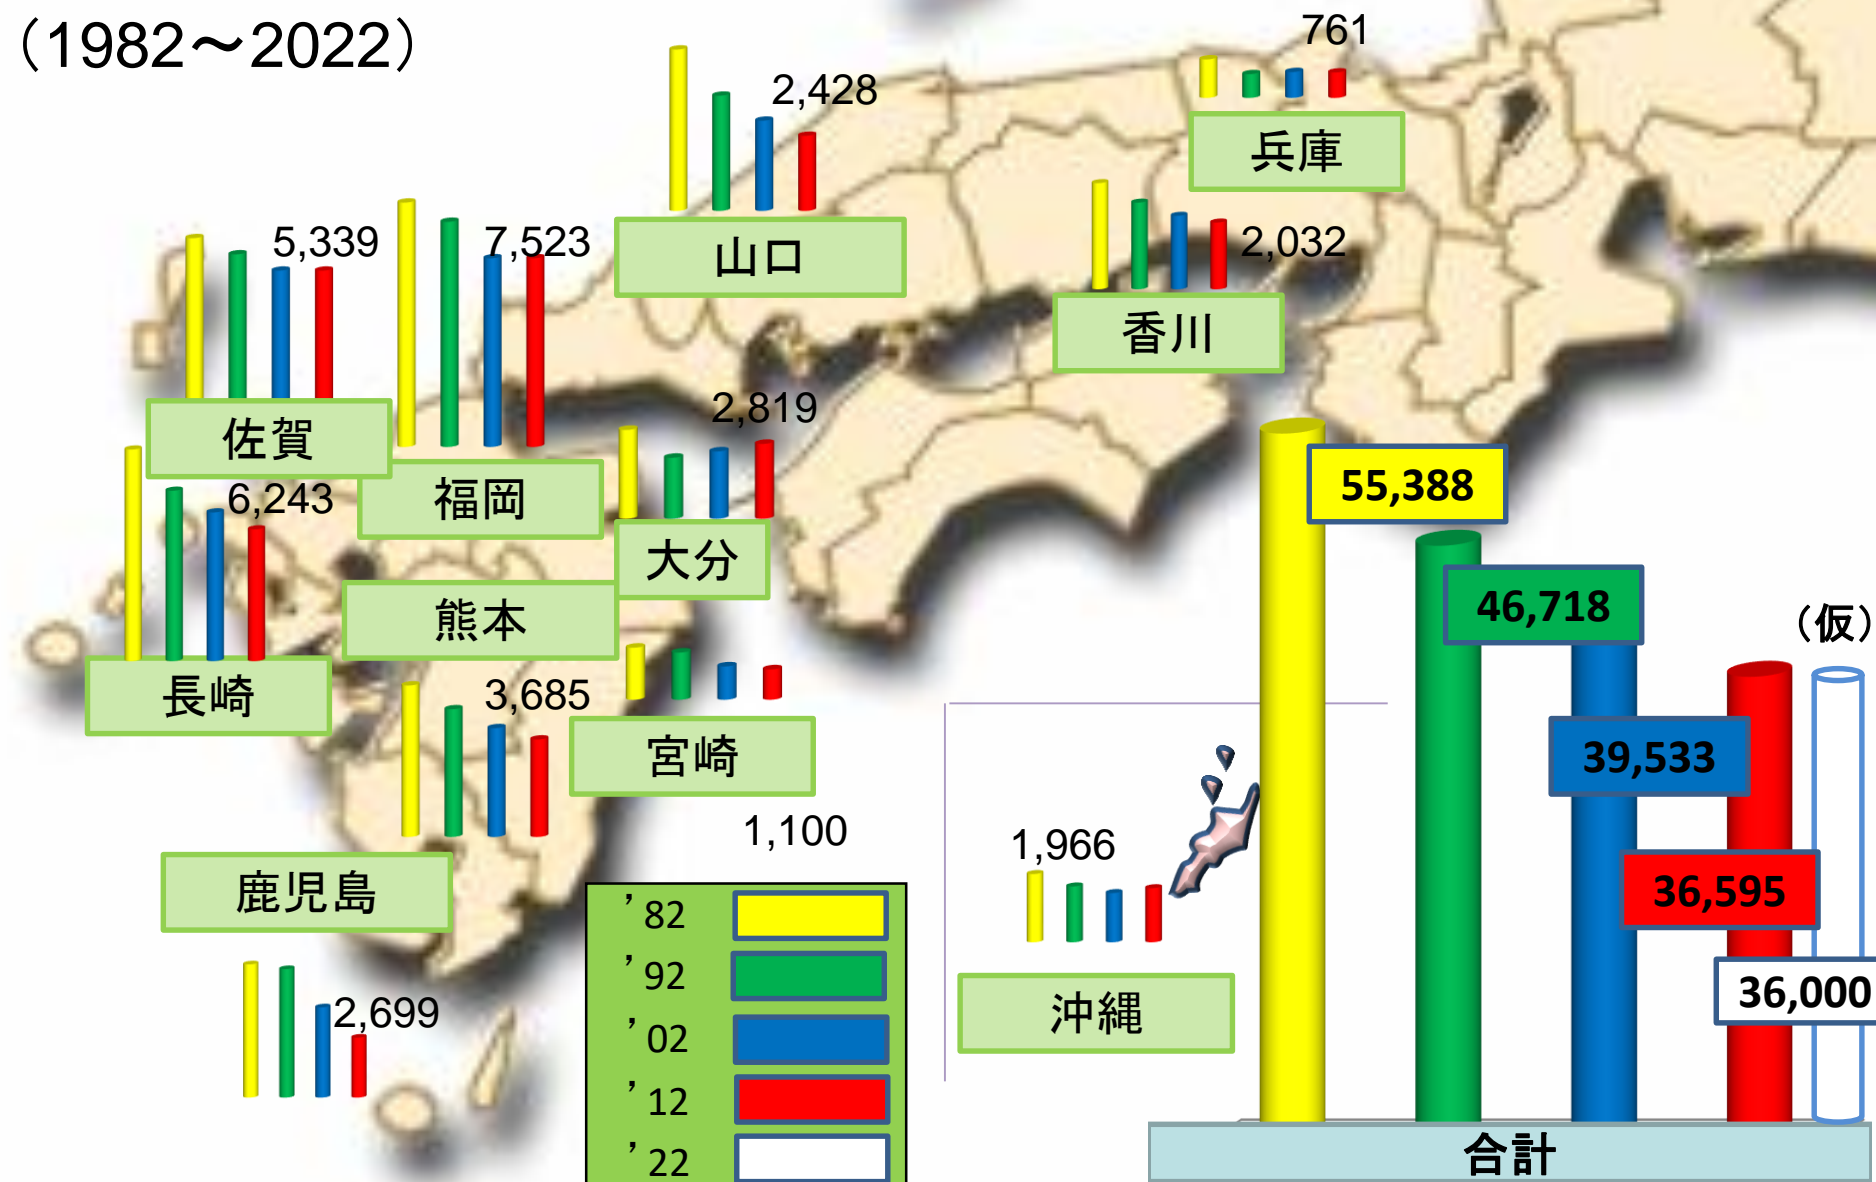 （1982～2022）
761
兵庫
2,428
山口
2,032
香川
5,339
佐賀
7,523
福岡
2,819
大分
6,243
長崎
熊本
3,685
宮崎
1,100
鹿児島
2,699
1,966
沖縄
’82
’92
’02
’12
’22
55,388
46,718
39,533
36,595
（仮）
36,000
合計